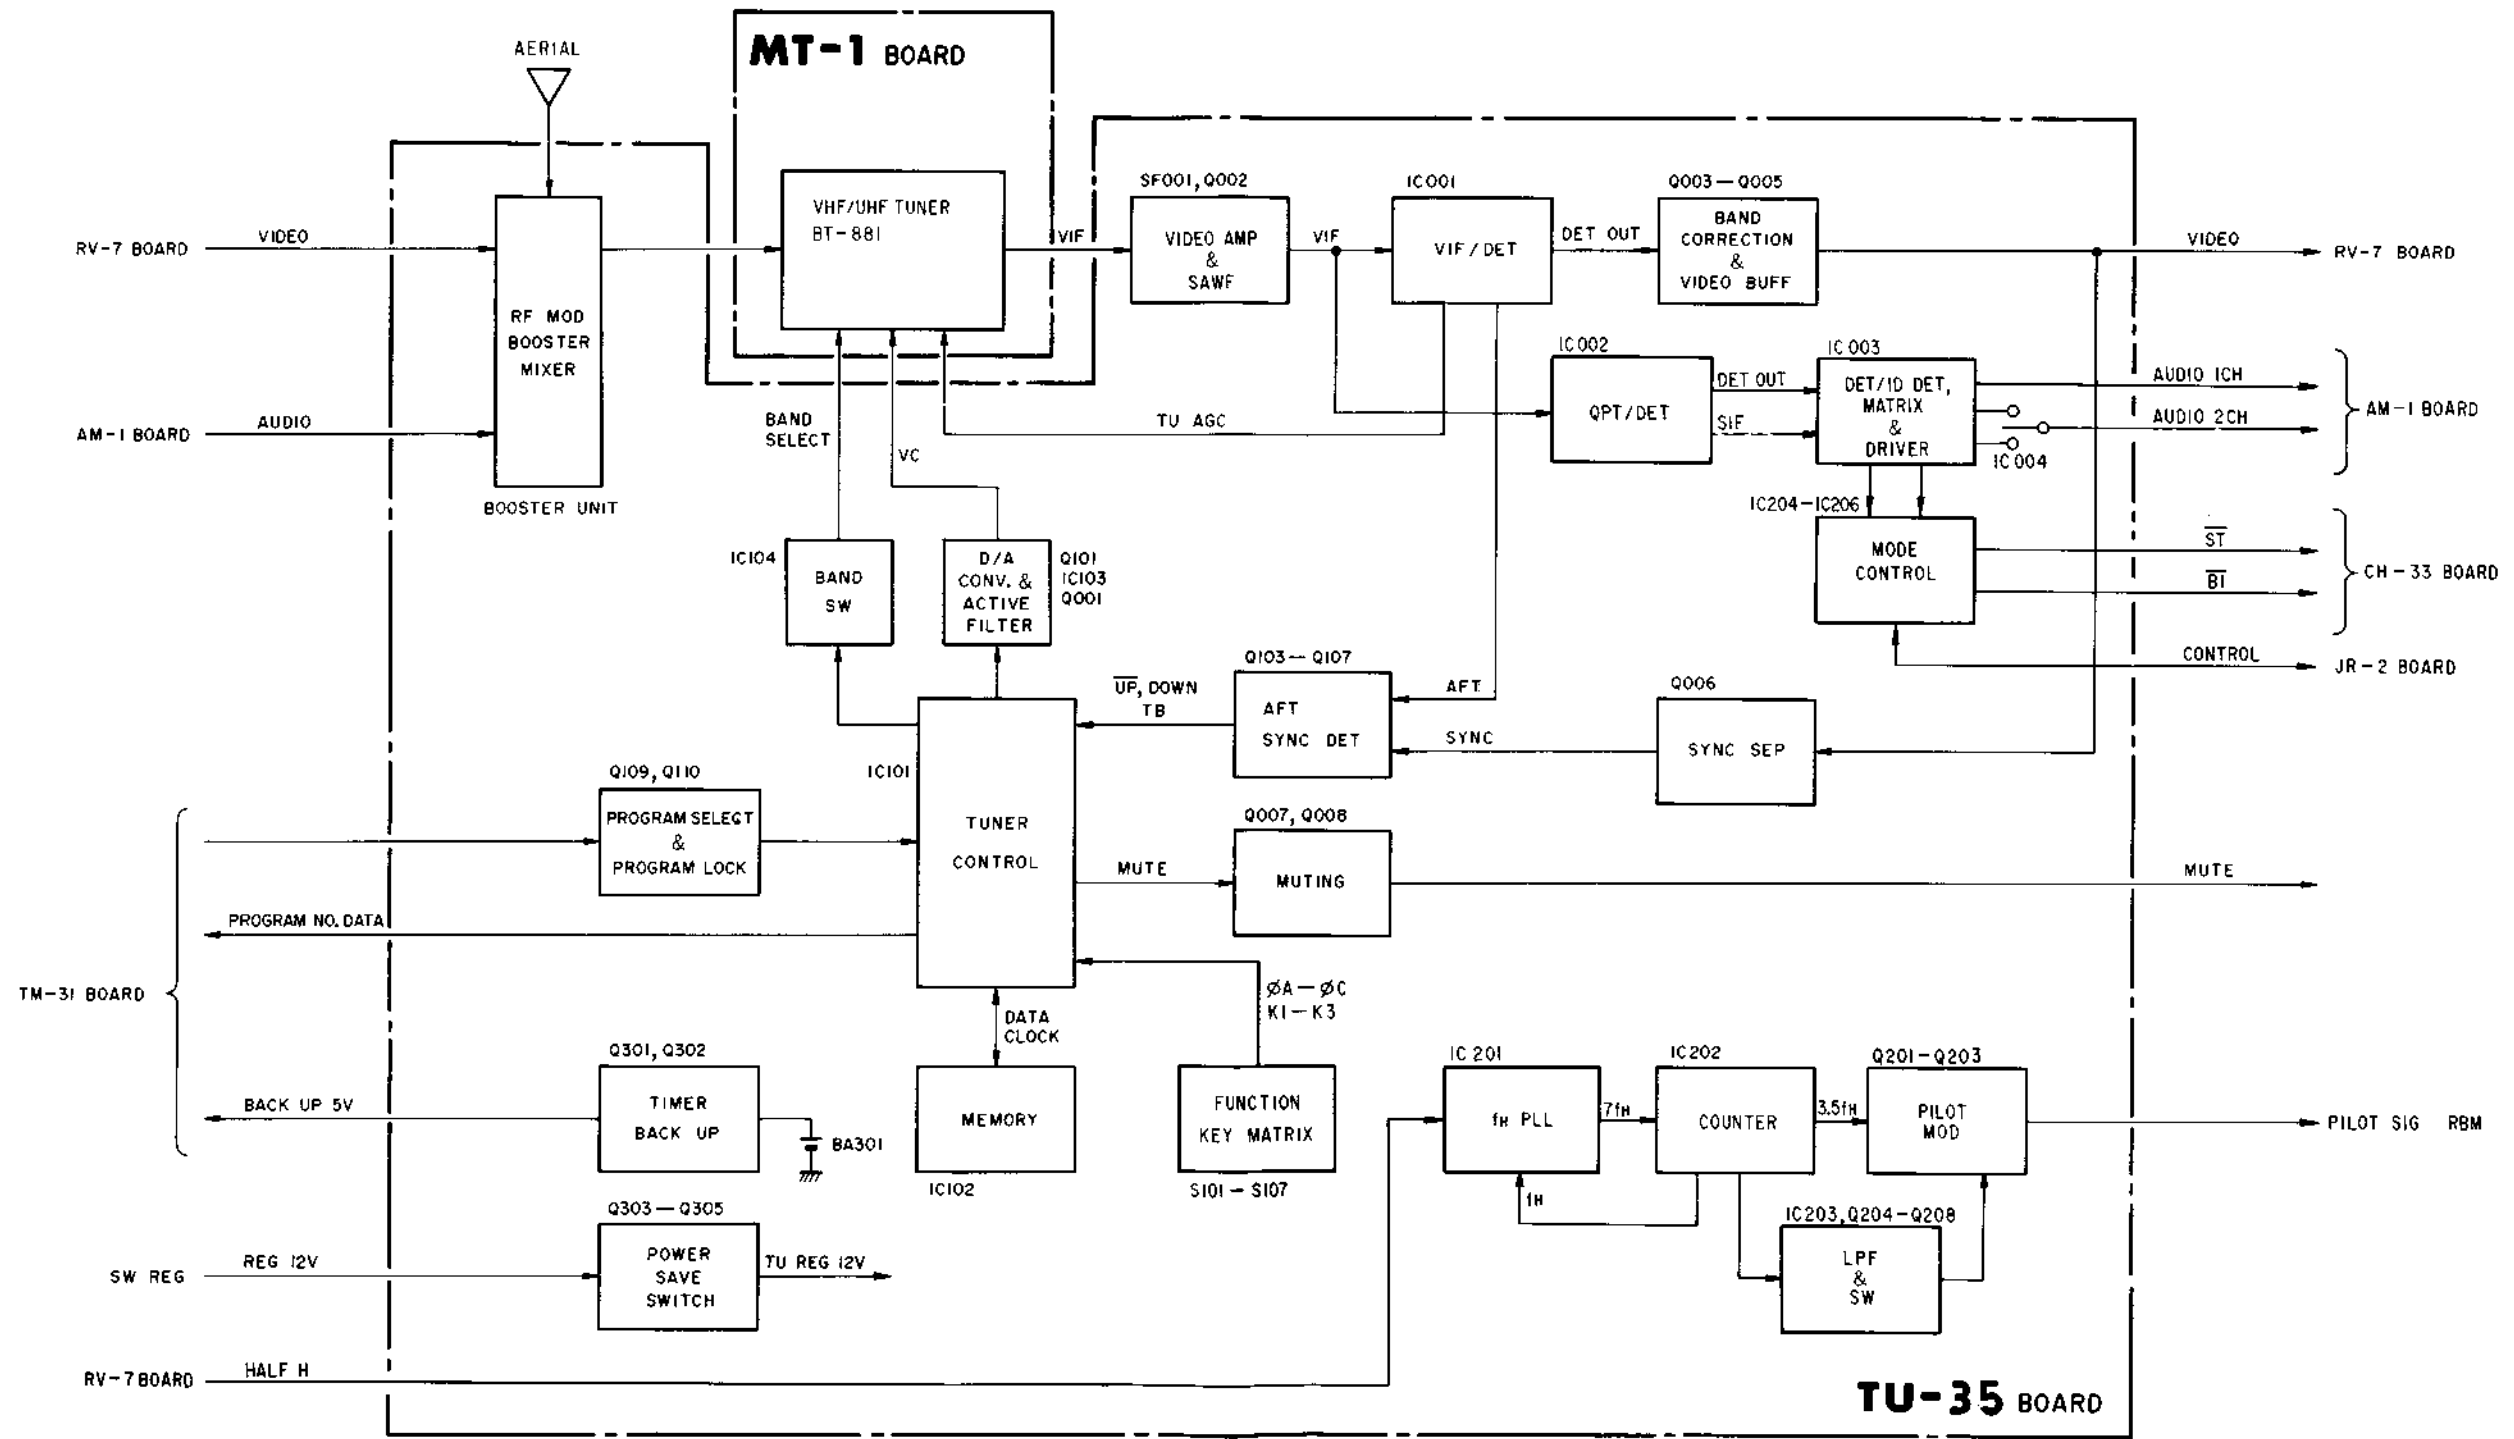 MT-1 BOARD
AERIAL
VHF/UHF TUNER
BT-881
RV-7 BOARD
VIDEO
RF MOD
BOOSTER
MIXER
BOOSTER UNIT
AM-1 BOARD
AUDIO
VIF
SF001, Q002
VIDEO AMP
&
SAWF
VIF
IC001
VIF/DET
DET OUT
Q003-Q005
BAND
CORRECTION
&
VIDEO BUFF
VIDEO
RV-7 BOARD
IC002
QPT/DET
DET OUT
SIF
IC003
DET/ID DET,
MATRIX
&
DRIVER
IC004
AUDIO 1CH
AUDIO 2CH
AM-1 BOARD
BAND
SELECT
VC
TU AGC
IC204-IC206
MODE
CONTROL
S̅T̅
B̅I̅
CH-33 BOARD
CONTROL
JR-2 BOARD
IC104
BAND
SW
D/A
CONV. &
ACTIVE
FILTER
Q101
IC103
Q001
U̅P̅, DOWN
TB
Q103-Q107
AFT
SYNC DET
AFT
SYNC
Q006
SYNC SEP
IC101
TUNER
CONTROL
Q109, Q110
PROGRAM SELECT
&
PROGRAM LOCK
PROGRAM NO. DATA
TM-31 BOARD
MUTE
Q007, Q008
MUTING
MUTE
ØA-ØC
K1-K3
DATA
CLOCK
MEMORY
IC102
FUNCTION
KEY MATRIX
S101-S107
Q301, Q302
TIMER
BACK UP
BACK UP 5V
BA301
IC201
fH PLL
7fH
IC202
COUNTER
3.5fH
Q201-Q203
PILOT
MOD
PILOT SIG RBM
fH
IC203, Q204-Q208
LPF
&
SW
Q303-Q305
POWER
SAVE
SWITCH
SW REG
REG 12V
TU REG 12V
RV-7 BOARD
HALF H
TU-35 BOARD